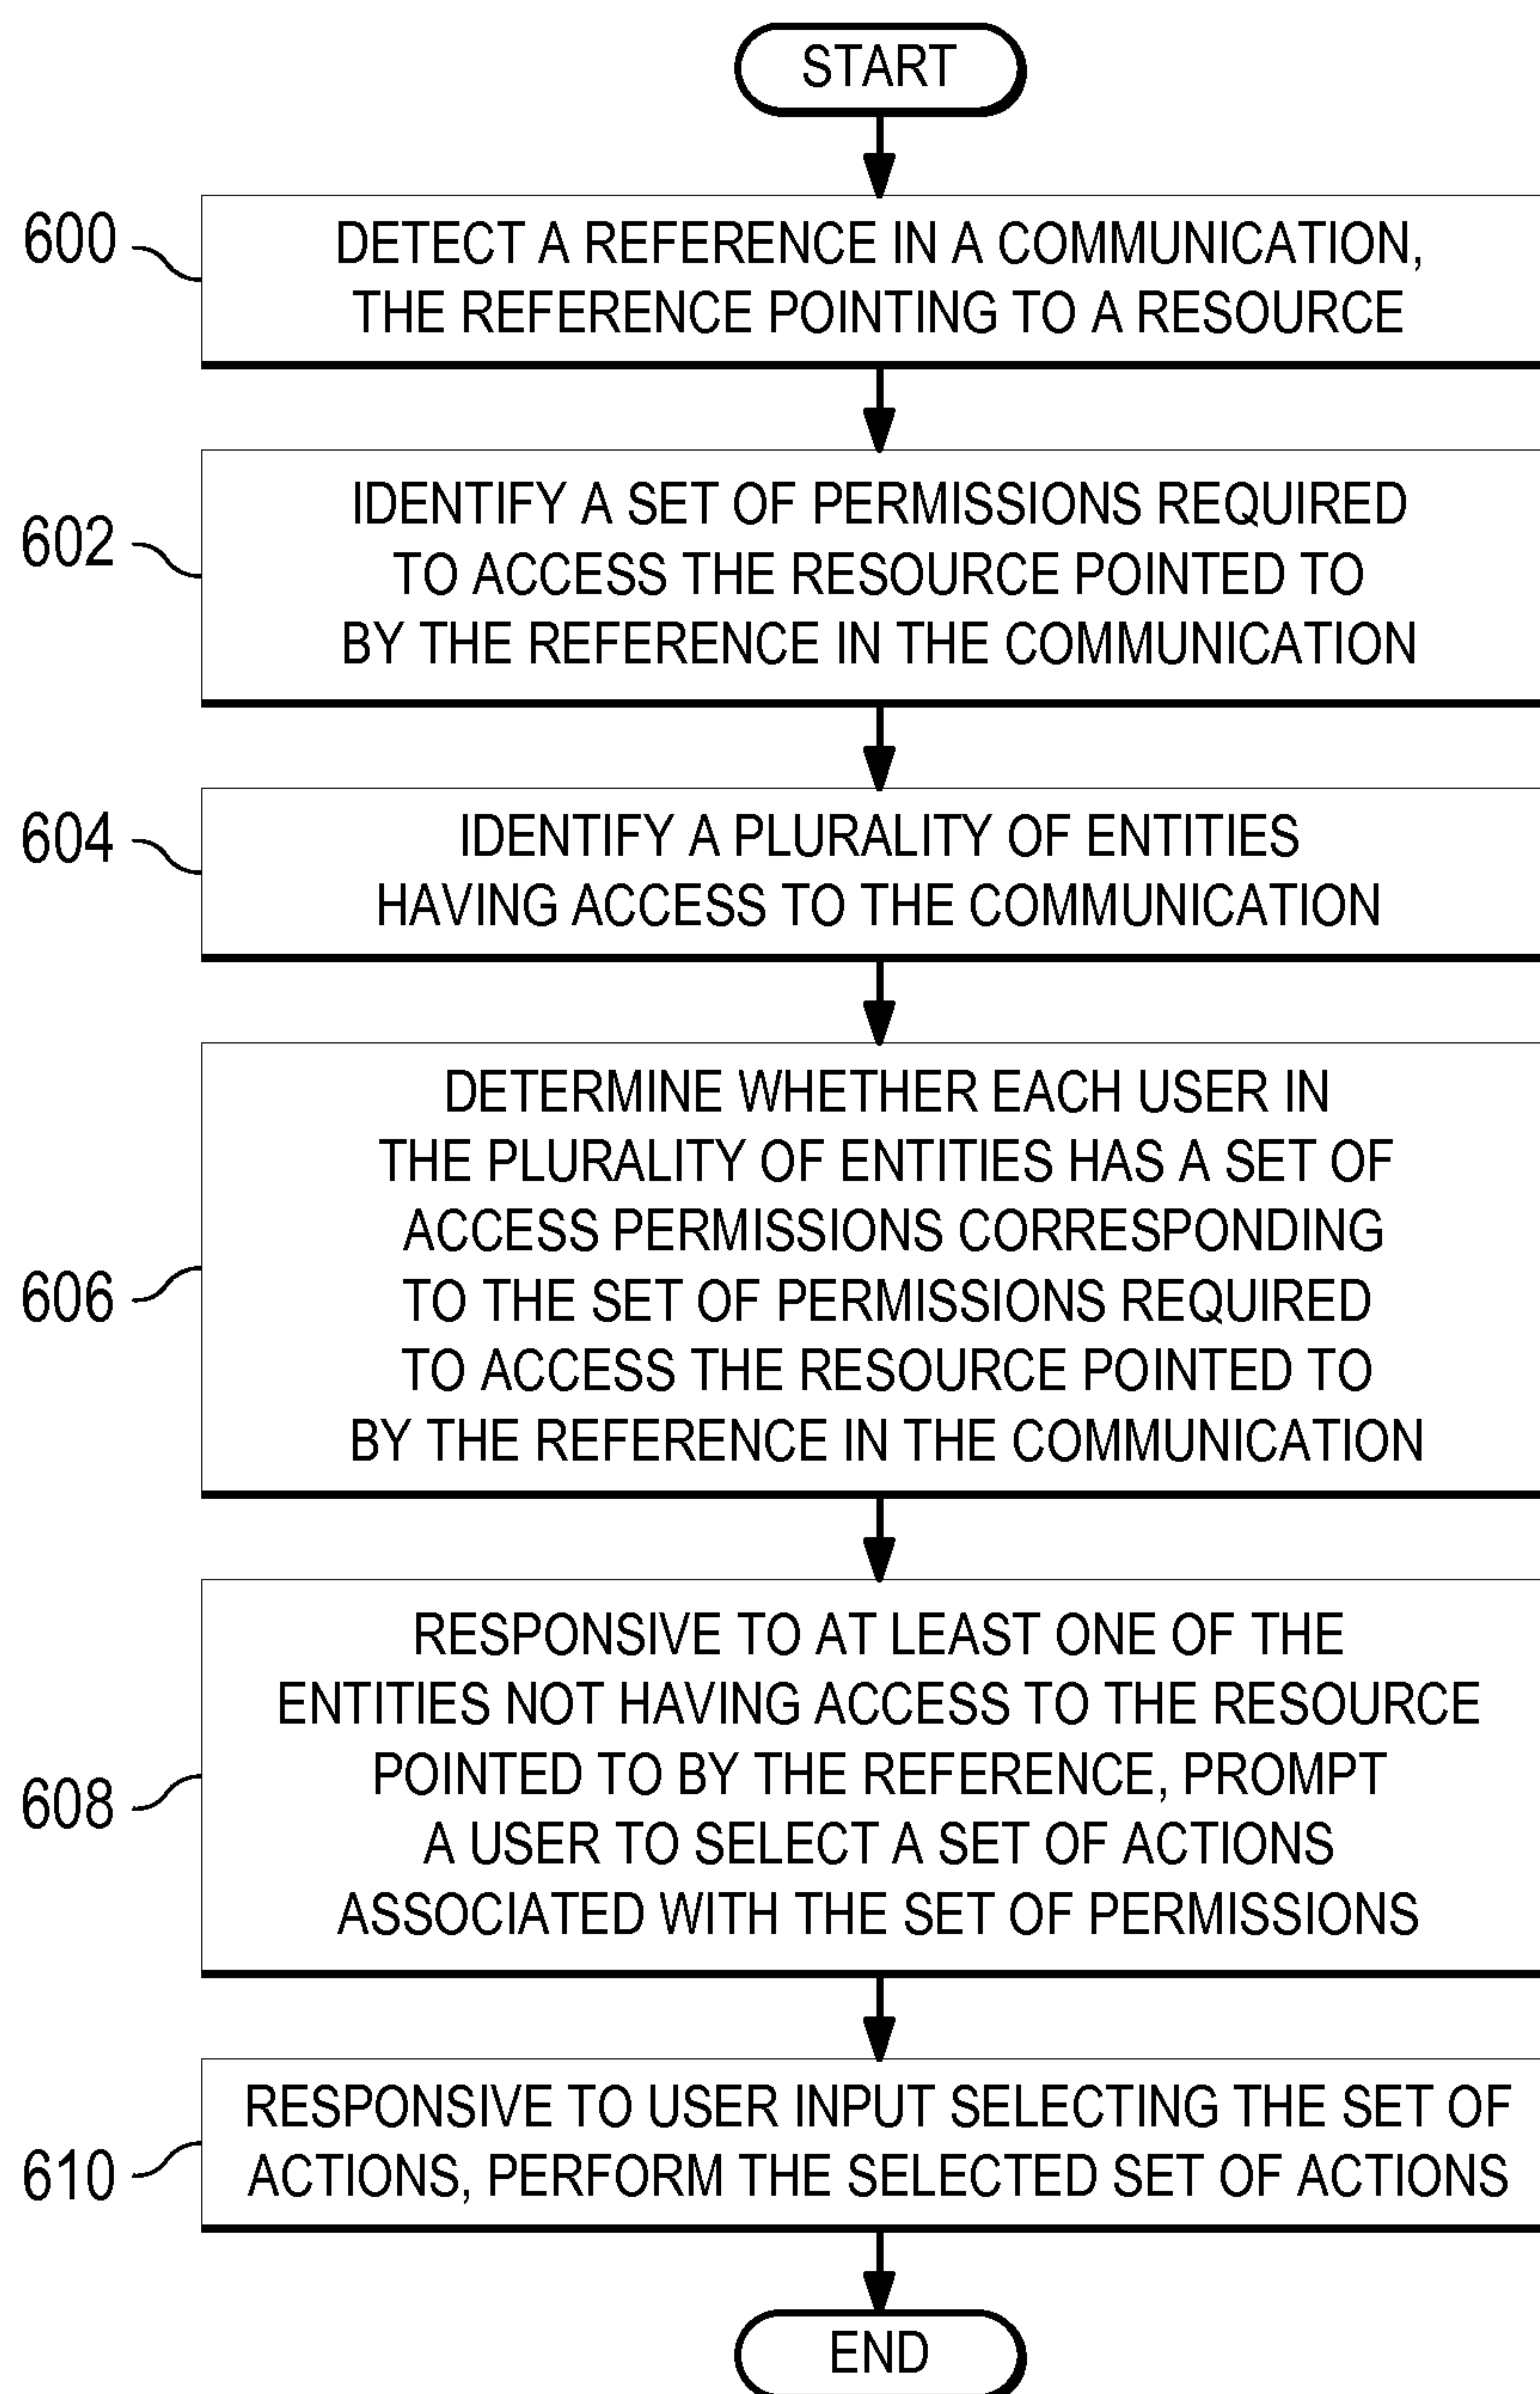 START
600
DETECT A REFERENCE IN A COMMUNICATION,
THE REFERENCE POINTING TO A RESOURCE
602
IDENTIFY A SET OF PERMISSIONS REQUIRED
TO ACCESS THE RESOURCE POINTED TO
BY THE REFERENCE IN THE COMMUNICATION
604
IDENTIFY A PLURALITY OF ENTITIES
HAVING ACCESS TO THE COMMUNICATION
606
DETERMINE WHETHER EACH USER IN
THE PLURALITY OF ENTITIES HAS A SET OF
ACCESS PERMISSIONS CORRESPONDING
TO THE SET OF PERMISSIONS REQUIRED
TO ACCESS THE RESOURCE POINTED TO
BY THE REFERENCE IN THE COMMUNICATION
608
RESPONSIVE TO AT LEAST ONE OF THE
ENTITIES NOT HAVING ACCESS TO THE RESOURCE
POINTED TO BY THE REFERENCE, PROMPT
A USER TO SELECT A SET OF ACTIONS
ASSOCIATED WITH THE SET OF PERMISSIONS
610
RESPONSIVE TO USER INPUT SELECTING THE SET OF
ACTIONS, PERFORM THE SELECTED SET OF ACTIONS
END